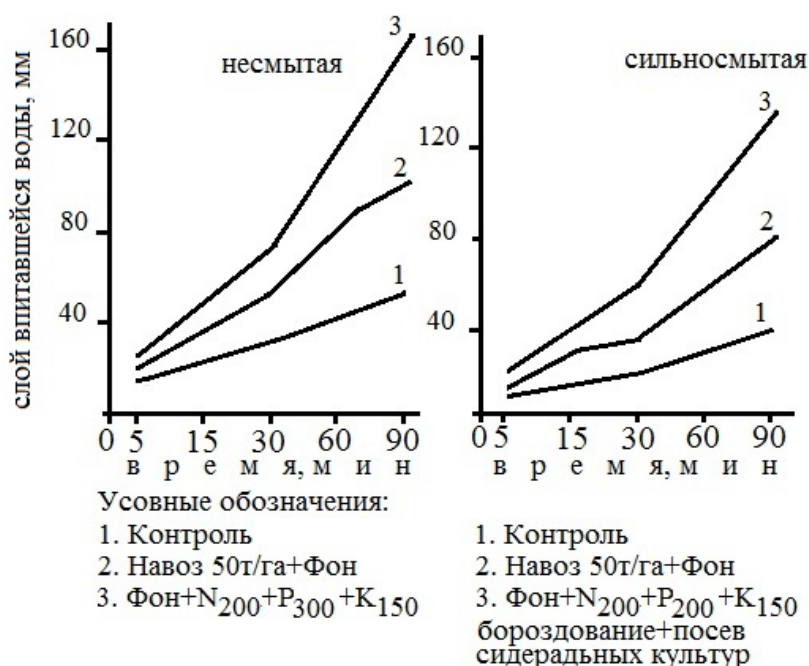 слой впитавшейся воды, мм
160
120
80
40
несмытая
3
2
1
0 5 15 30 60 90
в р е м я, м и н
Усовные обозначения:
1. Контроль
2. Навоз 50т/га+Фон
3. Фон+N200+P300+K150
160
120
80
40
сильносмытая
3
2
1
0 5 15 30 60 90
в р е м я, м и н
1. Контроль
2. Навоз 50т/га+Фон
3. Фон+N200+P200+K150
бороздование+посев
сидеральных культур